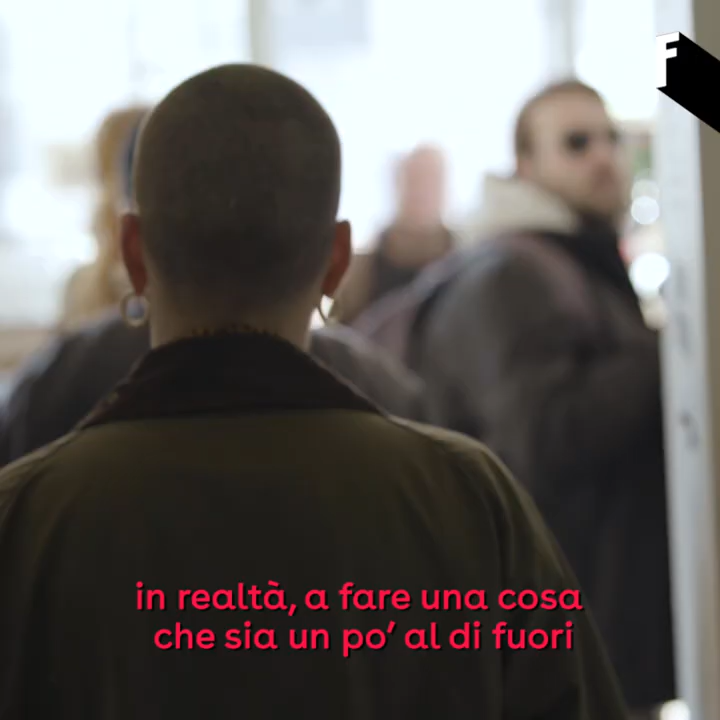 F
in realtà, a fare una cosa
che sia un po’ al di fuori